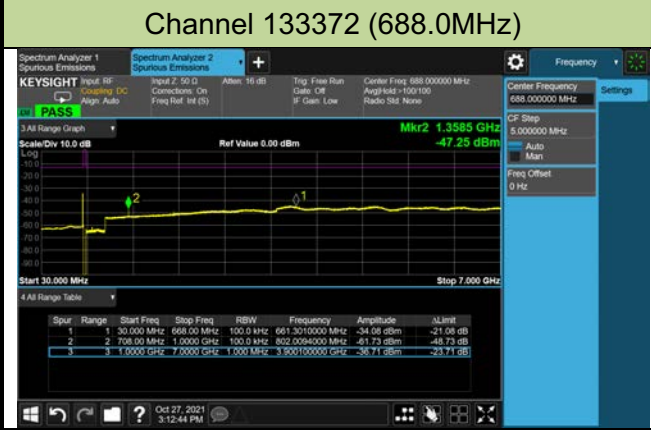 Channel 133372 (688.0MHz)
Spectrum Analyzer 1
Spurious Emissions
Spectrum Analyzer 2
Spurious Emissions
Frequency
KEYSIGHT
Input: RF
Coupling: DC
Align: Auto
Input Z: 50 Ω
Corrections: On
Freq Ref: Int (S)
Atten: 16 dB
Trig: Free Run
Gate: Off
IF Gain: Low
Center Freq: 688.000000 MHz
Avg|Hold:>100/100
Radio Std: None
PASS
Center Frequency
688.000000 MHz
Settings
CF Step
5.000000 MHz
Auto
Man
Freq Offset
0 Hz
3 All Range Graph
Mkr2 1.3585 GHz
Scale/Div 10.0 dB
Ref Value 0.00 dBm
-47.25 dBm
Log
-10.0
-20.0
-30.0
-40.0
-50.0
-60.0
-70.0
-80.0
-90.0
2
1
Start 30.000 MHz
Stop 7.000 GHz
4 All Range Table
Spur Range Start Freq Stop Freq RBW Frequency Amplitude ΔLimit
1 1 30.000 MHz 668.00 MHz 100.0 kHz 661.3010000 MHz -34.08 dBm -21.08 dB
2 2 708.00 MHz 1.0000 GHz 100.0 kHz 802.0094000 MHz -61.73 dBm -48.73 dB
3 3 1.0000 GHz 7.0000 GHz 1.000 MHz 3.900100000 GHz -36.71 dBm -23.71 dB
Oct 27, 2021
3:12:44 PM